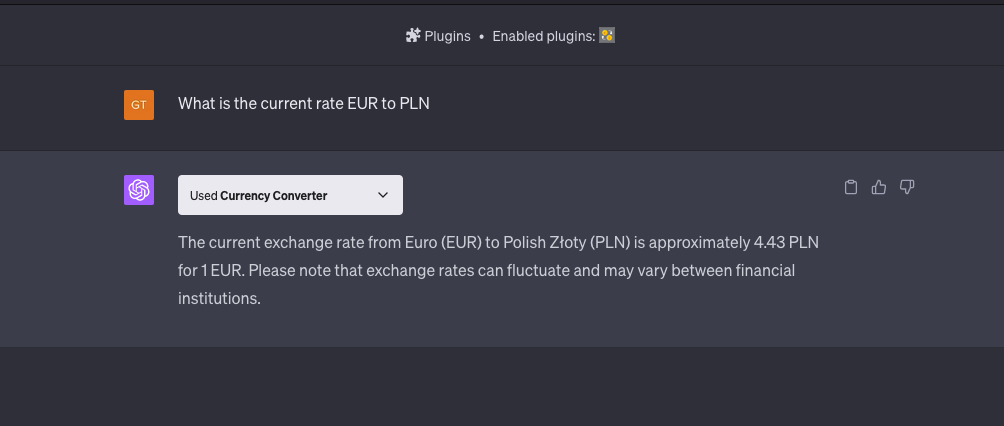 Plugins • Enabled plugins:
GT
What is the current rate EUR to PLN
Used Currency Converter
The current exchange rate from Euro (EUR) to Polish Złoty (PLN) is approximately 4.43 PLN
for 1 EUR. Please note that exchange rates can fluctuate and may vary between financial
institutions.